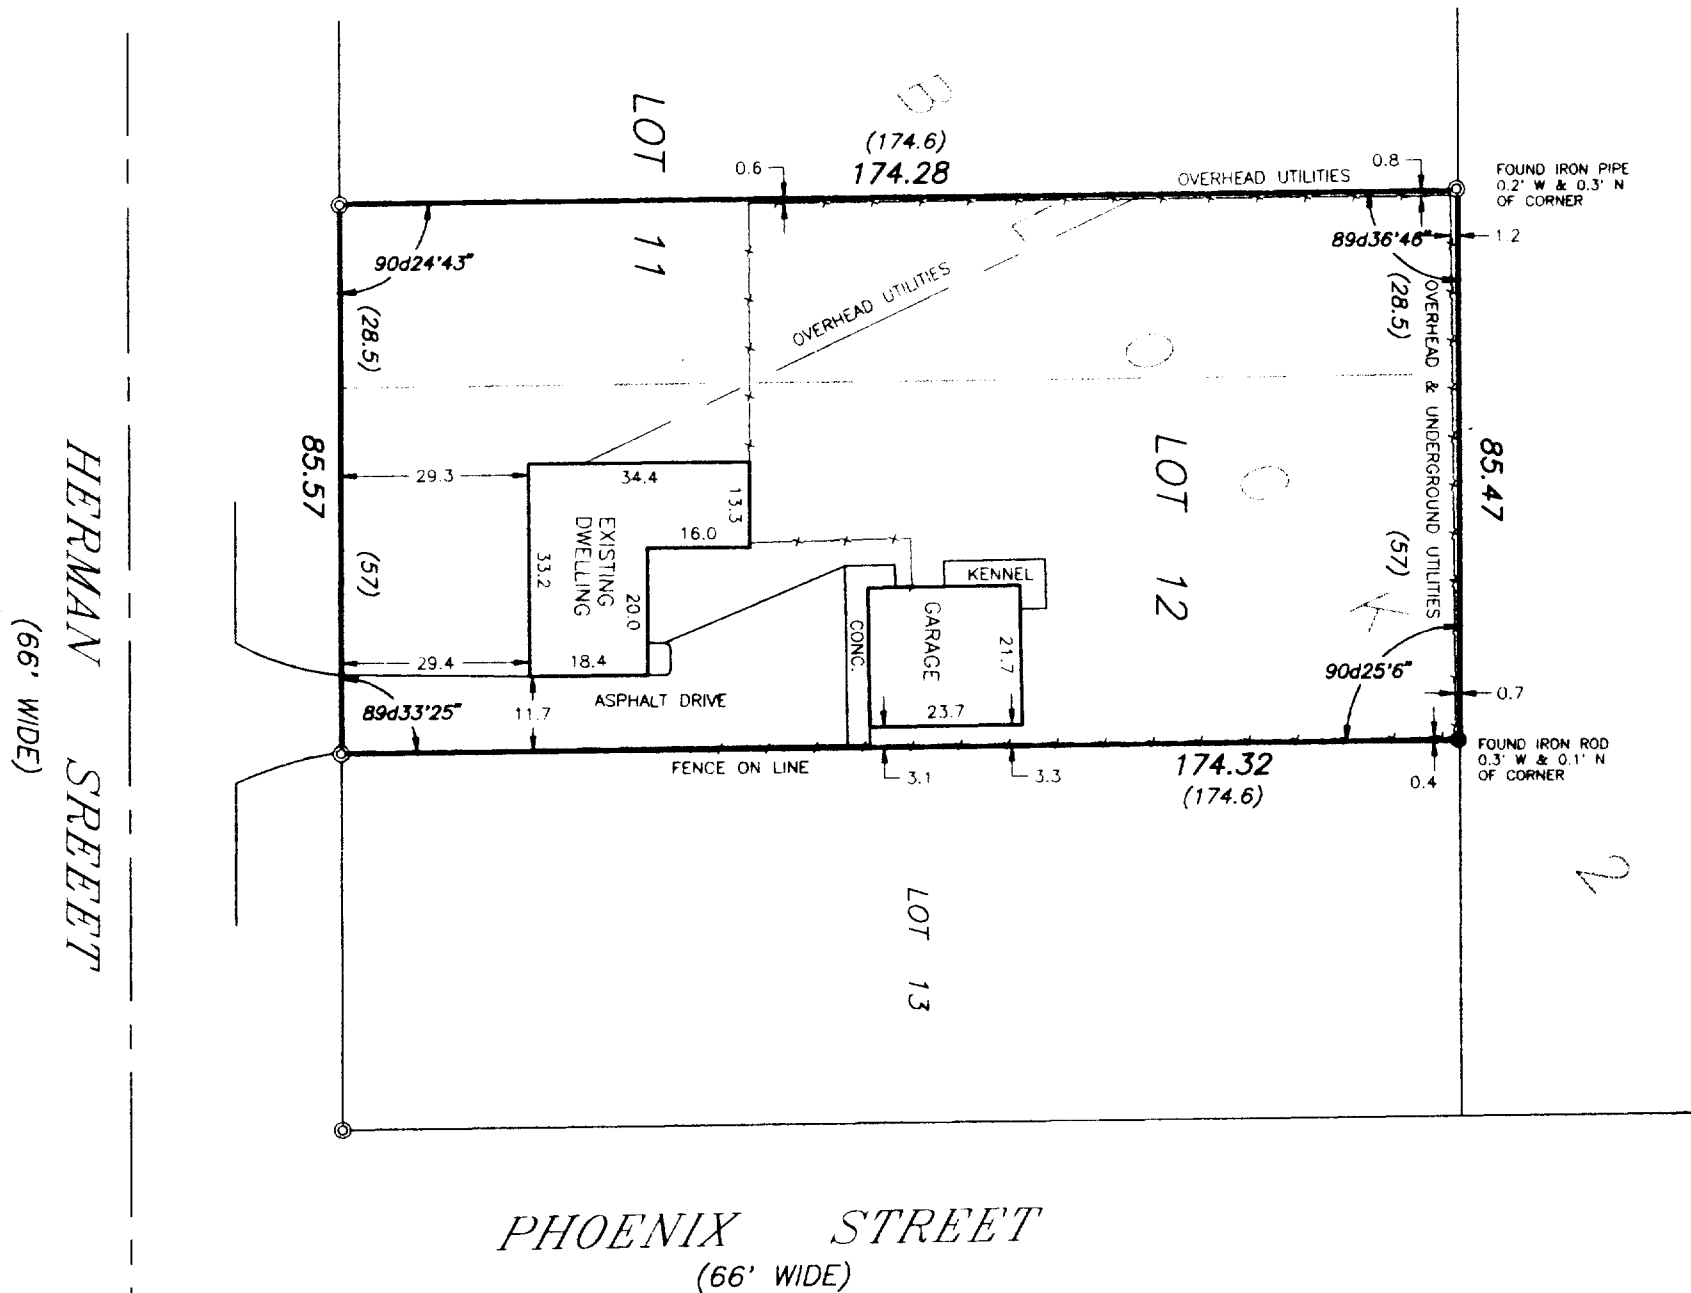 LOT 11
B
(174.6)
174.28
0.6
OVERHEAD UTILITIES
0.8
FOUND IRON PIPE
0.2' W & 0.3' N
OF CORNER
90d24'43"
89d36'46"
1.2
(28.5)
OVERHEAD UTILITIES
(28.5)
OVERHEAD & UNDERGROUND UTILITIES
O
LOT 12
C
85.57
85.47
29.3
34.4
13.3
16.0
EXISTING
DWELLING
33.2
20.0
(57)
(57)
KENNEL
GARAGE
CONC.
21.7
K
29.4
18.4
90d25'6"
ASPHALT DRIVE
89d33'25"
11.7
23.7
0.7
FENCE ON LINE
3.1
3.3
174.32
(174.6)
0.4
FOUND IRON ROD
0.3' W & 0.1' N
OF CORNER
2
LOT 13
HERMAN SREEET
(66' WIDE)
PHOENIX STREET
(66' WIDE)